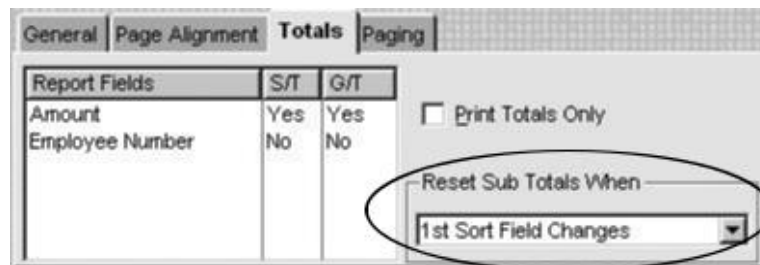 General Page Alignment Totals Paging
Report Fields S/T G/T
Amount Yes Yes
Employee Number No No
Print Totals Only
Reset Sub Totals When
1st Sort Field Changes